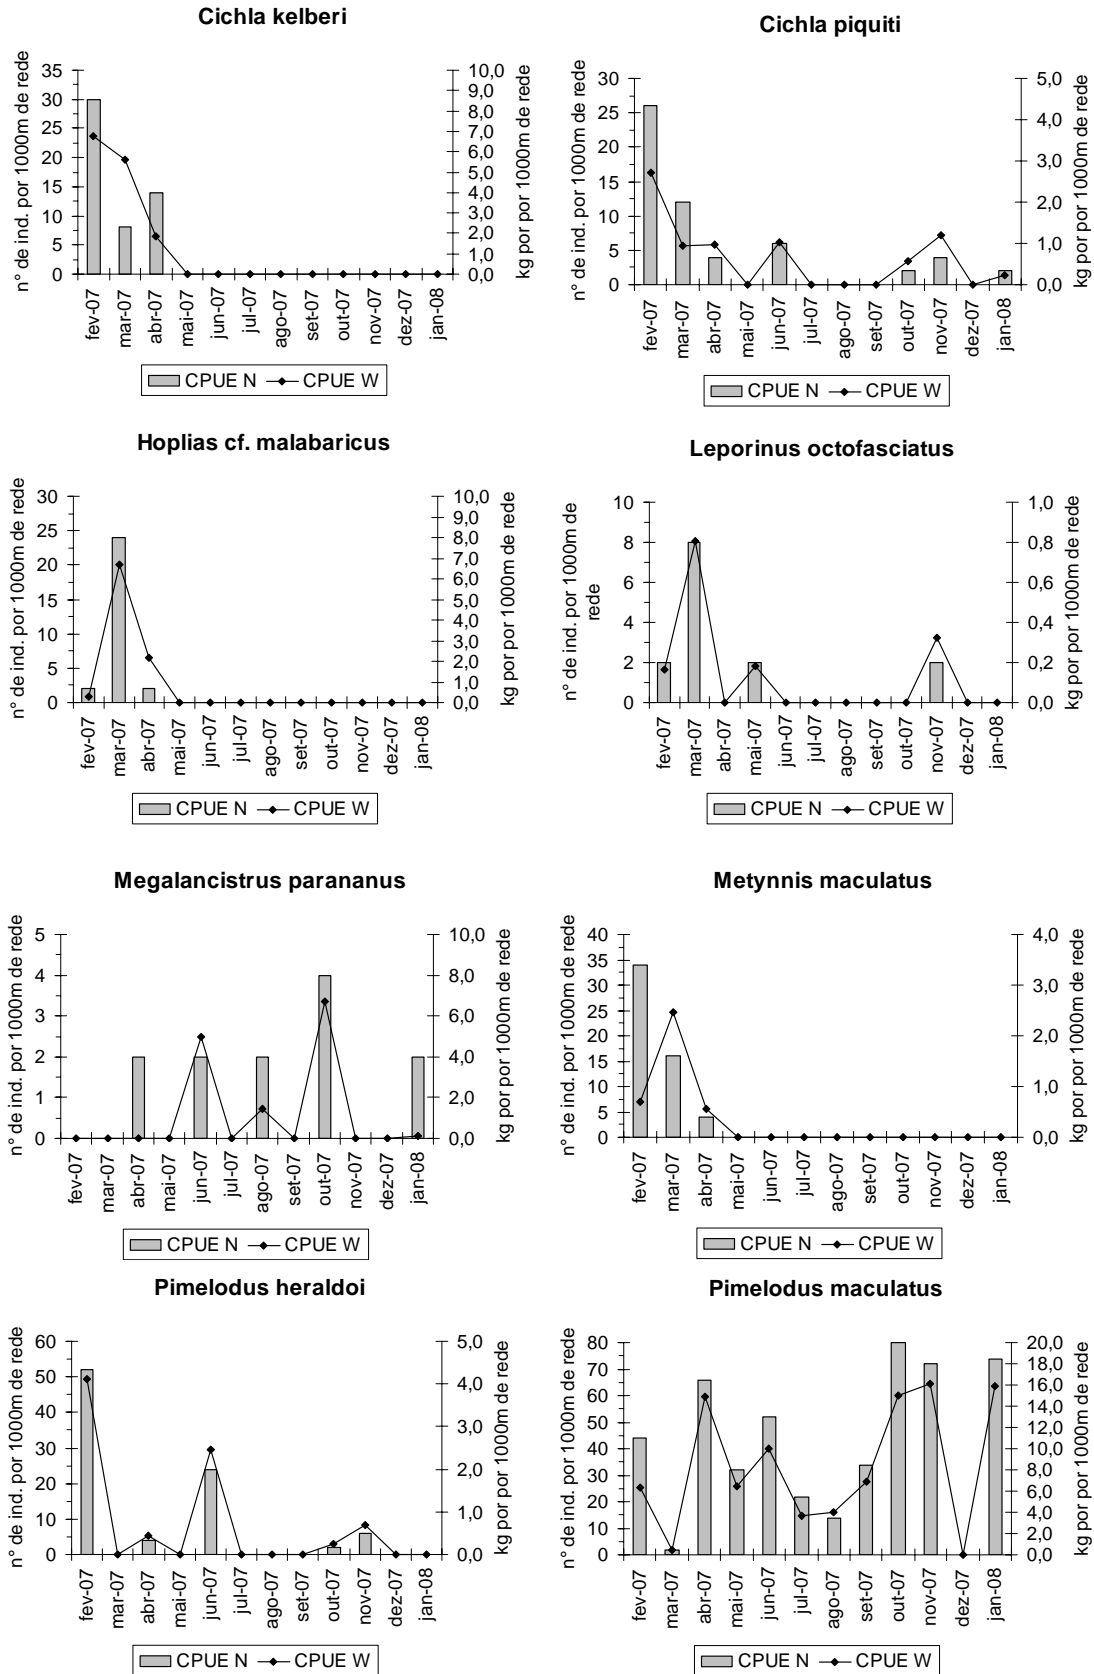 Cichla kelberi
n° de ind. por 1000m de rede
35
30
25
20
15
10
5
0
10,0
9,0
8,0
7,0
6,0
5,0
4,0
3,0
2,0
1,0
0,0
kg por por 1000m de rede
fev-07
mar-07
abr-07
mai-07
jun-07
jul-07
ago-07
set-07
out-07
nov-07
dez-07
jan-08
CPUE N CPUE W
Cichla piquiti
n° de ind. por 1000m de rede
30
25
20
15
10
5
0
5,0
4,0
3,0
2,0
1,0
0,0
kg por por 1000m de rede
fev-07
mar-07
abr-07
mai-07
jun-07
jul-07
ago-07
set-07
out-07
nov-07
dez-07
jan-08
CPUE N CPUE W
Hoplias cf. malabaricus
n° de ind. por 1000m de rede
30
25
20
15
10
5
0
10,0
9,0
8,0
7,0
6,0
5,0
4,0
3,0
2,0
1,0
0,0
kg por por 1000m de rede
fev-07
mar-07
abr-07
mai-07
jun-07
jul-07
ago-07
set-07
out-07
nov-07
dez-07
jan-08
CPUE N CPUE W
Leporinus octofasciatus
n° de ind. por 1000m de
rede
10
8
6
4
2
0
1,0
0,8
0,6
0,4
0,2
0,0
kg por por 1000m de rede
fev-07
mar-07
abr-07
mai-07
jun-07
jul-07
ago-07
set-07
out-07
nov-07
dez-07
jan-08
CPUE N CPUE W
Megalancistrus parananus
n° de ind. por 1000m de rede
5
4
3
2
1
0
10,0
8,0
6,0
4,0
2,0
0,0
kg por por 1000m de rede
fev-07
mar-07
abr-07
mai-07
jun-07
jul-07
ago-07
set-07
out-07
nov-07
dez-07
jan-08
CPUE N CPUE W
Metynnis maculatus
n° de ind. por 1000m de rede
40
35
30
25
20
15
10
5
0
4,0
3,0
2,0
1,0
0,0
kg por por 1000m de rede
fev-07
mar-07
abr-07
mai-07
jun-07
jul-07
ago-07
set-07
out-07
nov-07
dez-07
jan-08
CPUE N CPUE W
Pimelodus heraldoi
n° de ind. por 1000m de rede
60
50
40
30
20
10
0
5,0
4,0
3,0
2,0
1,0
0,0
kg por por 1000m de rede
fev-07
mar-07
abr-07
mai-07
jun-07
jul-07
ago-07
set-07
out-07
nov-07
dez-07
jan-08
CPUE N CPUE W
Pimelodus maculatus
n° de ind. por 1000m de rede
80
70
60
50
40
30
20
10
0
20,0
18,0
16,0
14,0
12,0
10,0
8,0
6,0
4,0
2,0
0,0
kg por por 1000m de rede
fev-07
mar-07
abr-07
mai-07
jun-07
jul-07
ago-07
set-07
out-07
nov-07
dez-07
jan-08
CPUE N CPUE W